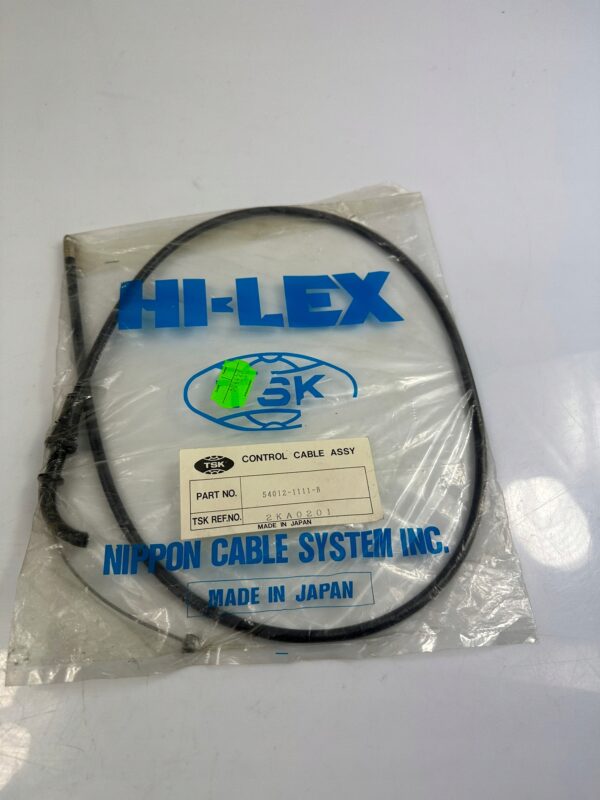 HI-LEX
TSK
TSK CONTROL CABLE ASSY
PART NO. 54012-1111-B
TSK REF.NO. 2KA0201
MADE IN JAPAN
NIPPON CABLE SYSTEM INC.
MADE IN JAPAN